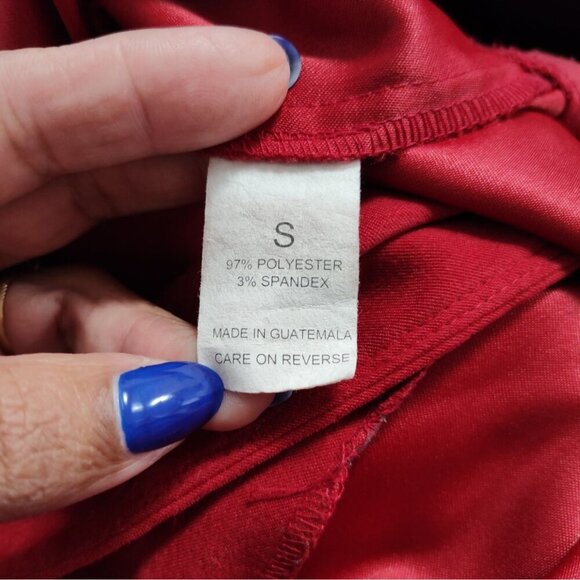 S
97% POLYESTER
3% SPANDEX
MADE IN GUATEMALA
CARE ON REVERSE